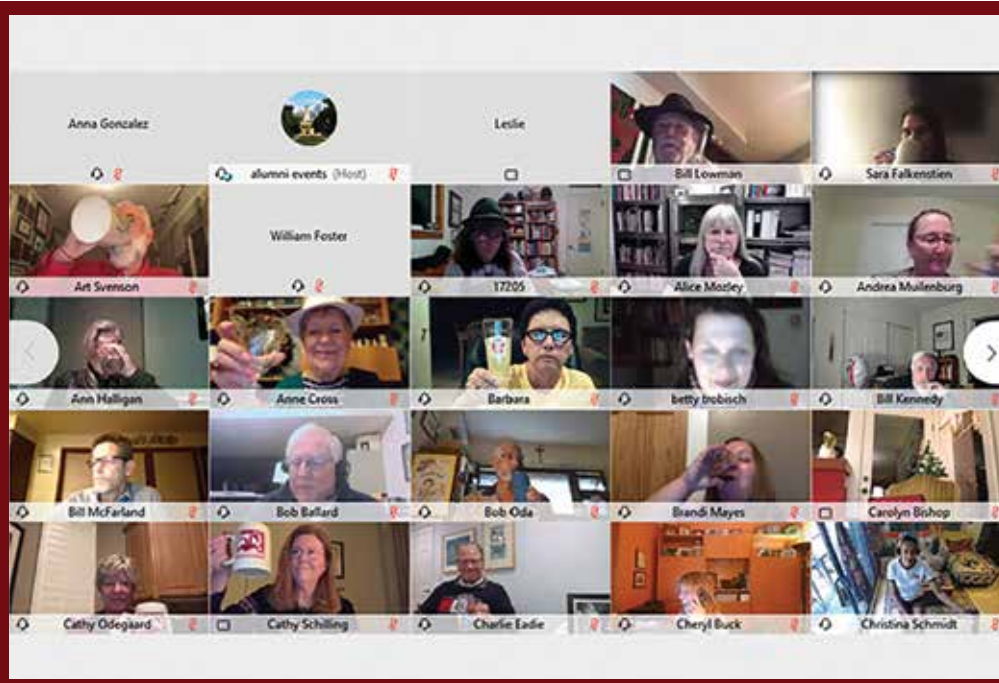 Anna Gonzalez
alumni events (Host)
Leslie
Bill Lowman
Sara Falkenstien
Art Svenson
William Foster
17205
Alice Mozley
Andrea Muilenburg
Ann Halligan
Anne Cross
Barbara
betty trobisch
Bill Kennedy
Bill McFarland
Bob Ballard
Bob Oda
Brandi Mayes
Carolyn Bishop
Cathy Odegaard
Cathy Schilling
Charlie Eadie
Cheryl Buck
Christina Schmidt